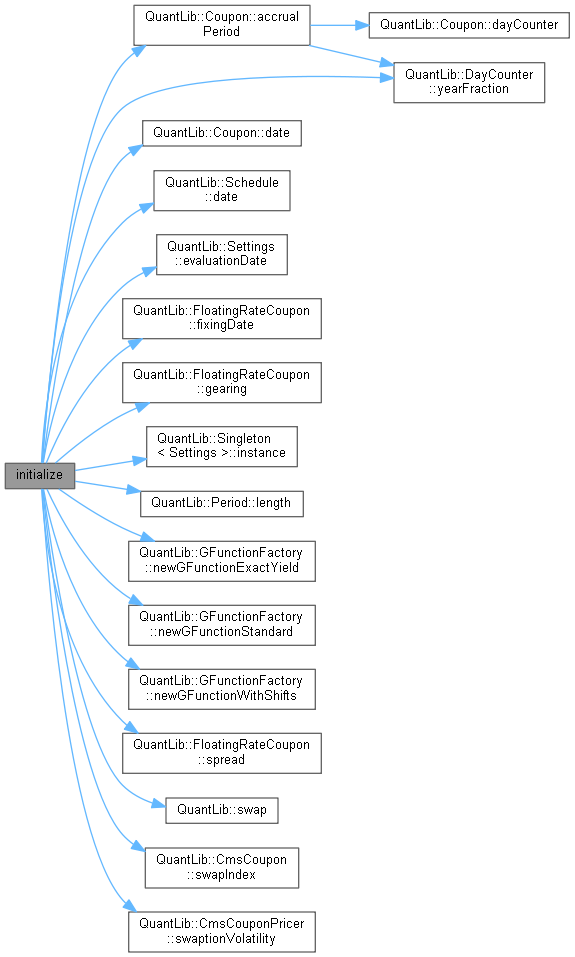 QuantLib::Coupon::accrual
Period
QuantLib::Coupon::dayCounter
QuantLib::DayCounter
::yearFraction
QuantLib::Coupon::date
QuantLib::Schedule
::date
QuantLib::Settings
::evaluationDate
QuantLib::FloatingRateCoupon
::fixingDate
QuantLib::FloatingRateCoupon
::gearing
QuantLib::Singleton
< Settings >::instance
initialize
QuantLib::Period::length
QuantLib::GFunctionFactory
::newGFunctionExactYield
QuantLib::GFunctionFactory
::newGFunctionStandard
QuantLib::GFunctionFactory
::newGFunctionWithShifts
QuantLib::FloatingRateCoupon
::spread
QuantLib::swap
QuantLib::CmsCoupon
::swapIndex
QuantLib::CmsCouponPricer
::swaptionVolatility